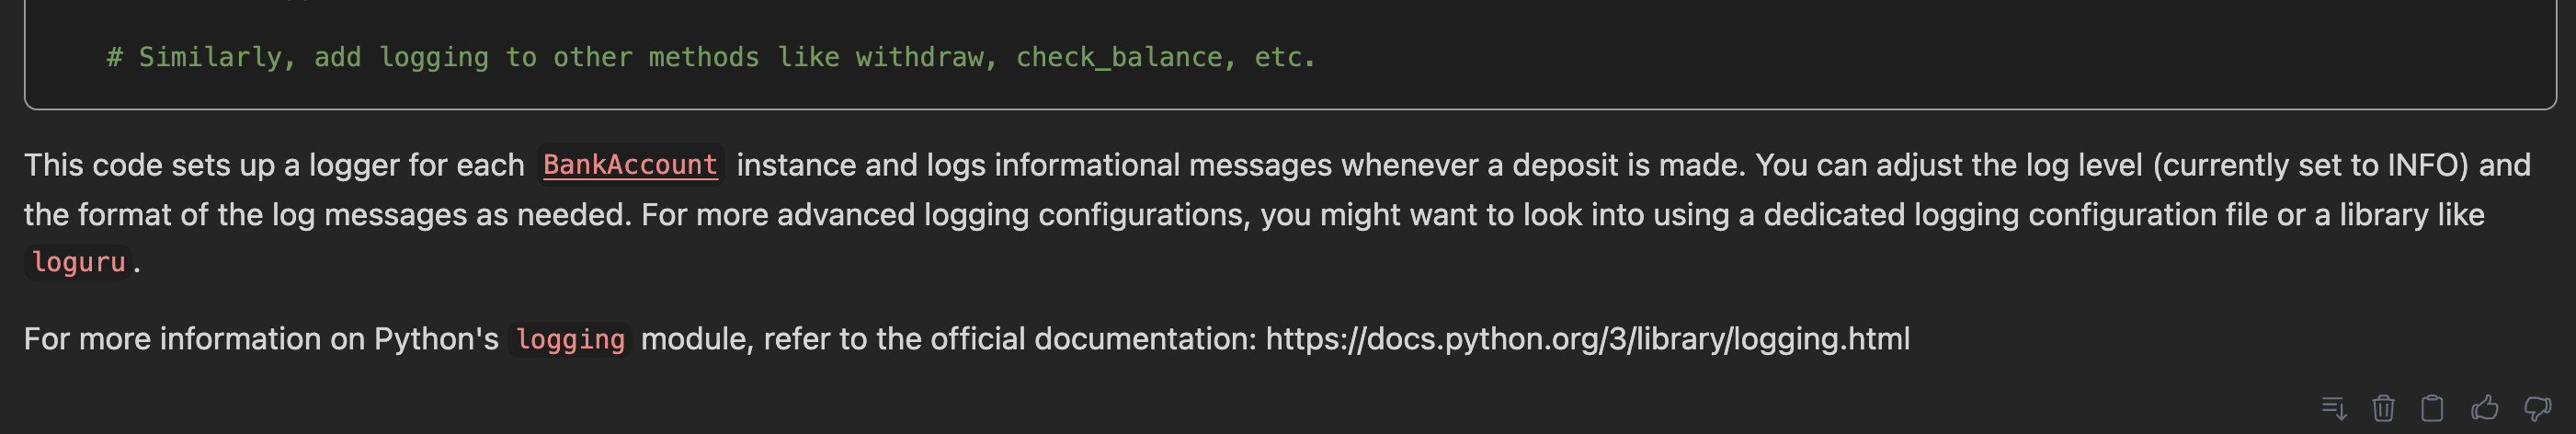 # Similarly, add logging to other methods like withdraw, check_balance, etc.
This code sets up a logger for each BankAccount instance and logs informational messages whenever a deposit is made. You can adjust the log level (currently set to INFO) and
the format of the log messages as needed. For more advanced logging configurations, you might want to look into using a dedicated logging configuration file or a library like
loguru.
For more information on Python's logging module, refer to the official documentation: https://docs.python.org/3/library/logging.html